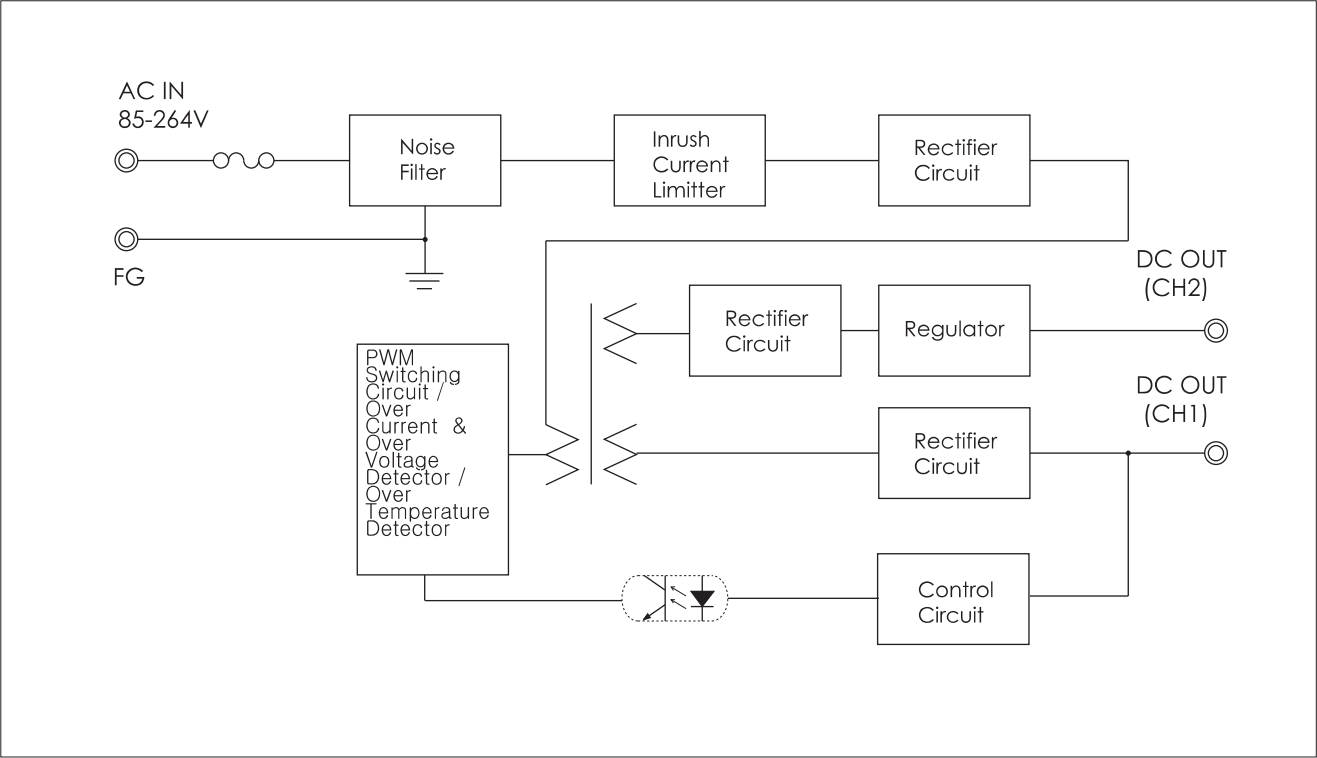 AC IN
85-264V
Noise
Filter
Inrush
Current
Limitter
Rectifier
Circuit
FG
DC OUT
(CH2)
Rectifier
Circuit
Regulator
PWM
Switching
Circuit /
Over
Current & 
Over
Voltage
Detector /
Over
Temperature
Detector
DC OUT
(CH1)
Rectifier
Circuit
Control
Circuit